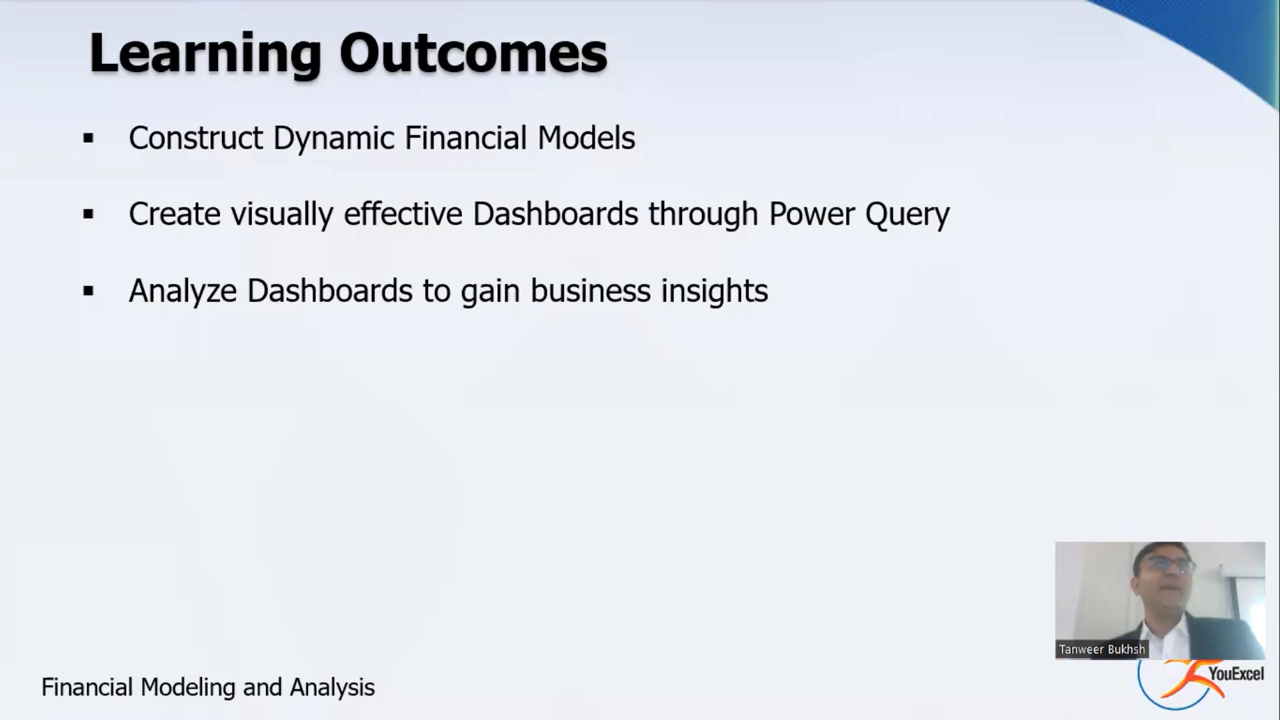 Learning Outcomes
▪ Construct Dynamic Financial Models
▪ Create visually effective Dashboards through Power Query
▪ Analyze Dashboards to gain business insights
Tanweer Bukhsh
YouExcel
Financial Modeling and Analysis